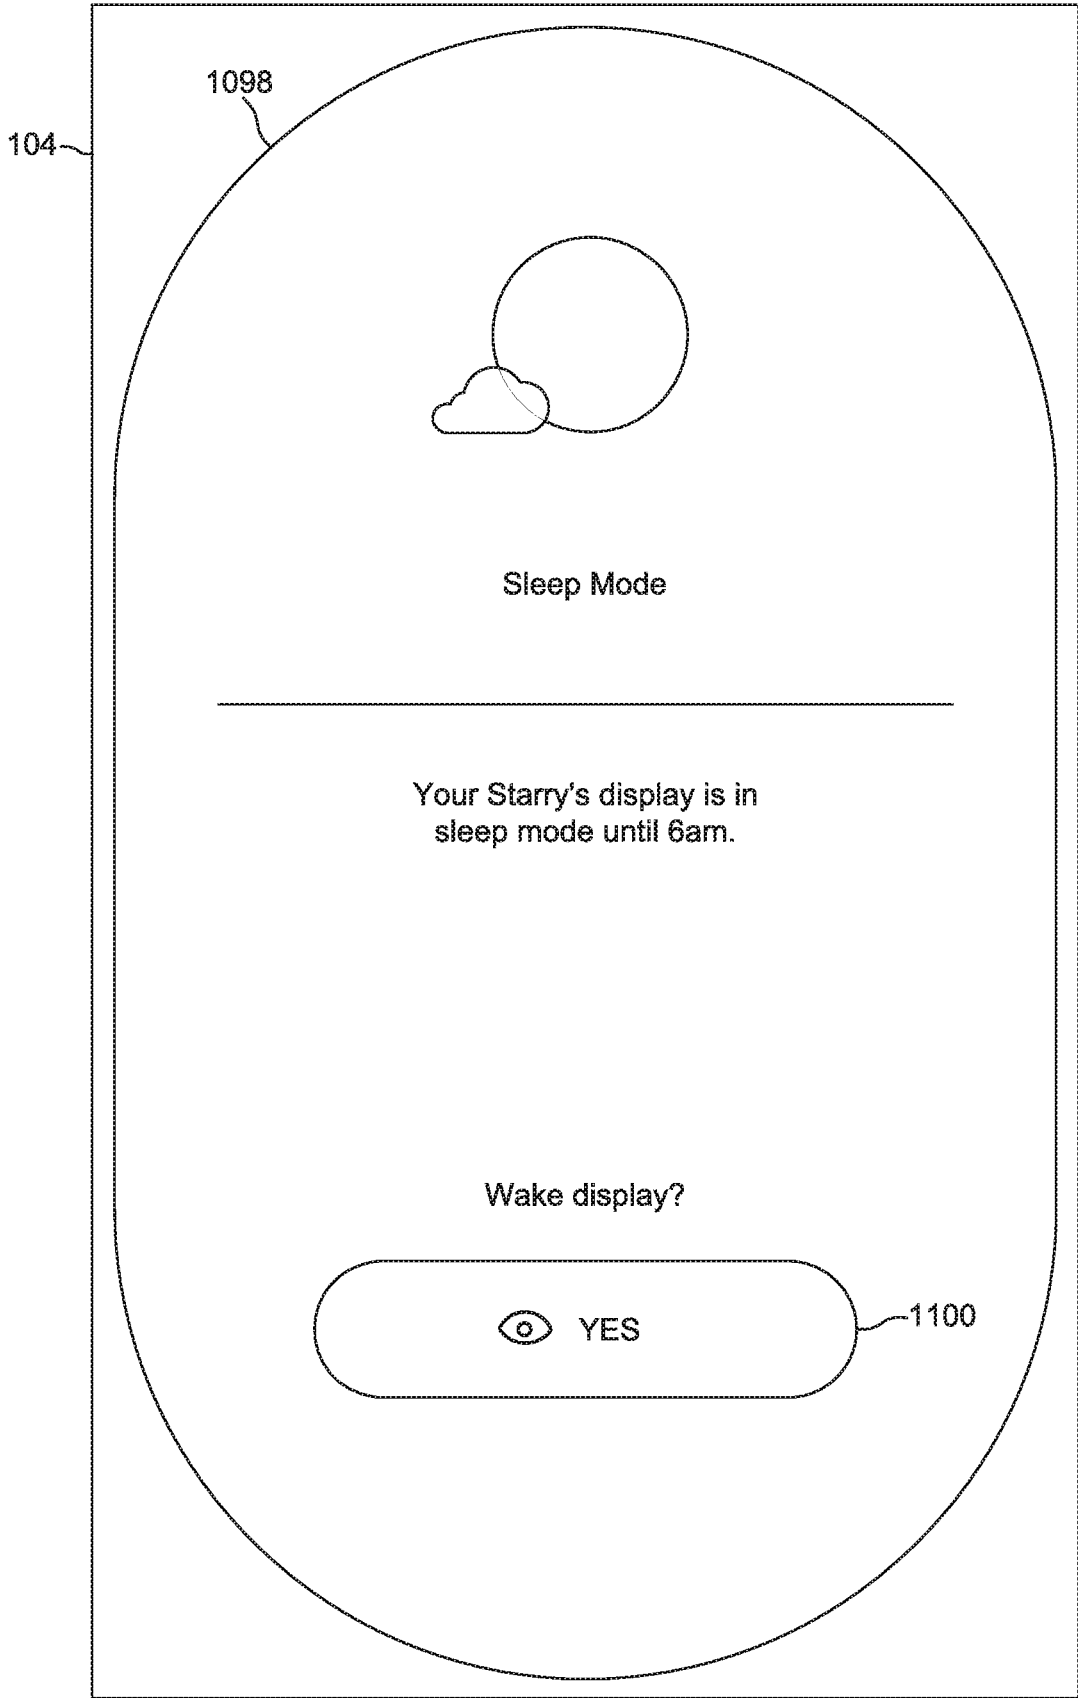 1098
104
Sleep Mode
Your Starry's display is in
sleep mode until 6am.
Wake display?
YES
1100